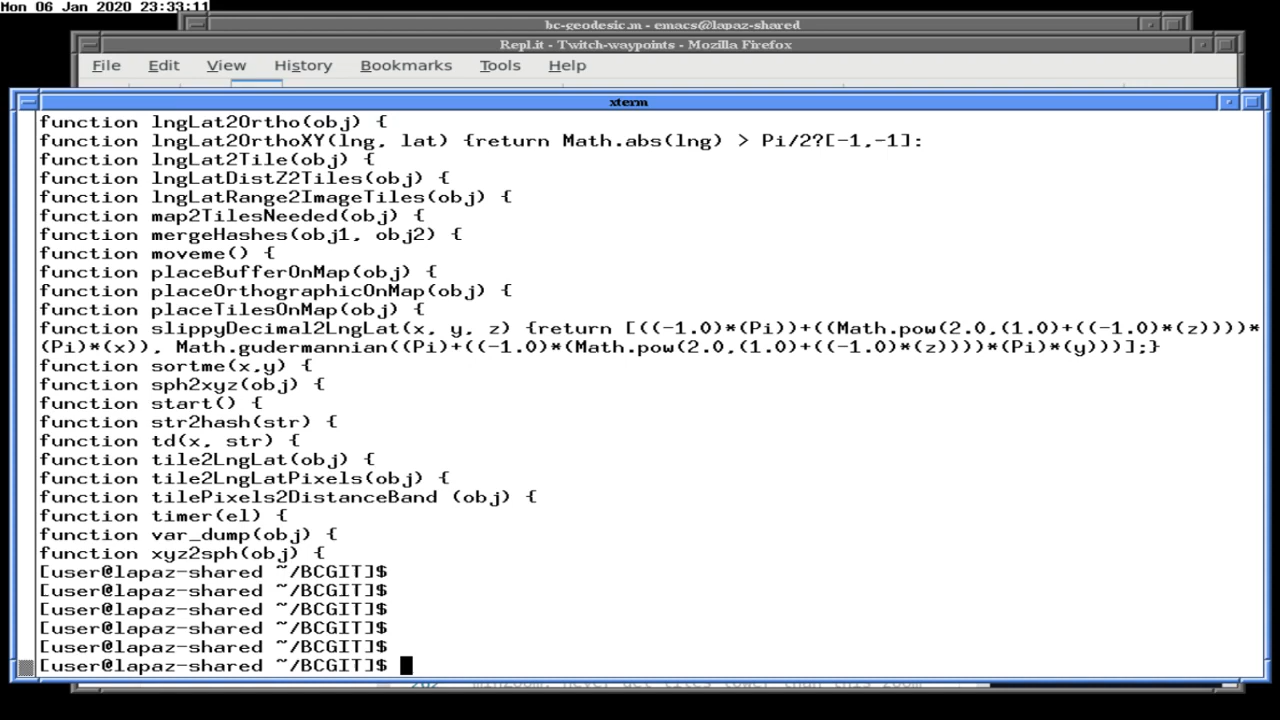 Mon 06 Jan 2020 23:33:11
bc-geodesic.m - emacs@lapaz-shared
Repl.it - Twitch-waypoints - Mozilla Firefox
File Edit View History Bookmarks Tools Help
xterm
function lngLat2Ortho(obj) {
function lngLat2OrthoXY(lng, lat) {return Math.abs(lng) > Pi/2?[-1,-1]:
function lngLat2Tile(obj) {
function lngLatDistZ2Tiles(obj) {
function lngLatRange2ImageTiles(obj) {
function map2TilesNeeded(obj) {
function mergeHashes(obj1, obj2) {
function moveme() {
function placeBufferOnMap(obj) {
function placeOrthographicOnMap(obj) {
function placeTilesOnMap(obj) {
function slippyDecimal2LngLat(x, y, z) {return [((-1.0)*(Pi))+((Math.pow(2.0,(1.0)+((-1.0)*(z))))*
(Pi)*(x)), Math.gudermannian((Pi)+((-1.0)*(Math.pow(2.0,(1.0)+((-1.0)*(z))))*(Pi)*(y)))];}
function sortme(x,y) {
function sph2xyz(obj) {
function start() {
function str2hash(str) {
function td(x, str) {
function tile2LngLat(obj) {
function tile2LngLatPixels(obj) {
function tilePixels2DistanceBand (obj) {
function timer(el) {
function var_dump(obj) {
function xyz2sph(obj) {
[user@lapaz-shared ~/BCGIT]$
[user@lapaz-shared ~/BCGIT]$
[user@lapaz-shared ~/BCGIT]$
[user@lapaz-shared ~/BCGIT]$
[user@lapaz-shared ~/BCGIT]$
[user@lapaz-shared ~/BCGIT]$